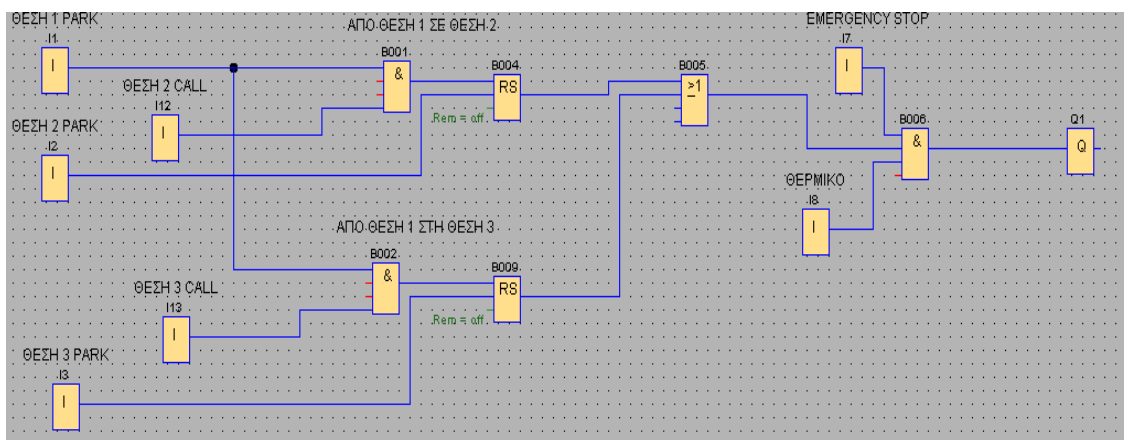 ΘΕΣΗ 1 PARK
I1
I
ΑΠΟ ΘΕΣΗ 1 ΣΕ ΘΕΣΗ 2
B001
&
ΘΕΣΗ 2 CALL
I12
I
B004
RS
Rem = off
B005
>1
EMERGENCY STOP
I7
I
ΘΕΣΗ 2 PARK
I2
I
B006
&
Q1
Q
ΘΕΡΜΙΚΟ
I8
I
ΑΠΟ ΘΕΣΗ 1 ΣΤΗ ΘΕΣΗ 3
B002
&
ΘΕΣΗ 3 CALL
I13
I
B009
RS
Rem = off
ΘΕΣΗ 3 PARK
I3
I